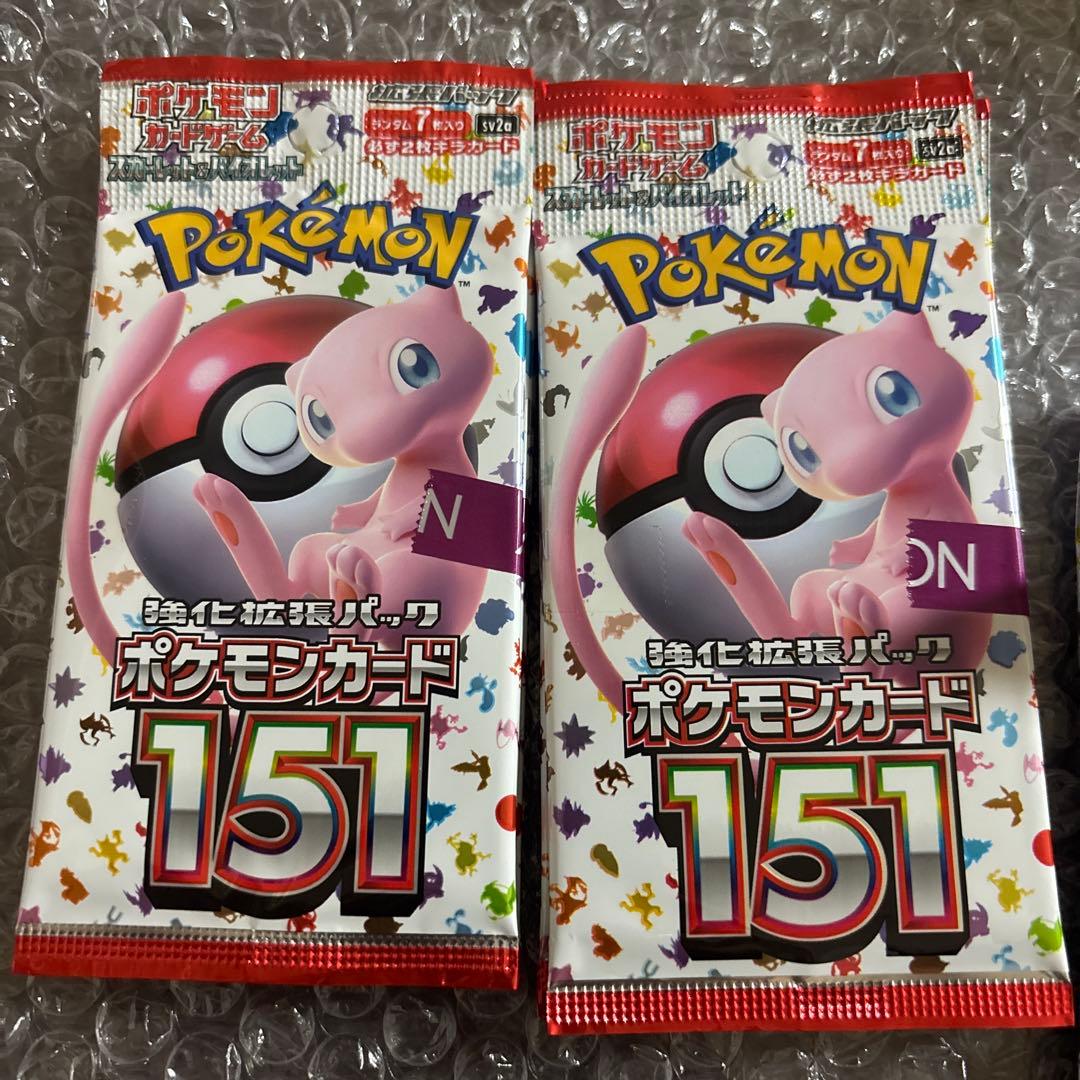 ポケモン
カードゲーム
スカーレット&バイオレット
拡張パック
ランダム7枚入り
sv2a
必ず2枚キラカード
POKéMON
TM
N
強化拡張パック
ポケモンカード
151
ポケモン
カードゲーム
スカーレット&バイオレット
拡張パック
ランダム7枚入り
sv2a
必ず2枚キラカード
POKéMON
TM
ON
強化拡張パック
ポケモンカード
151